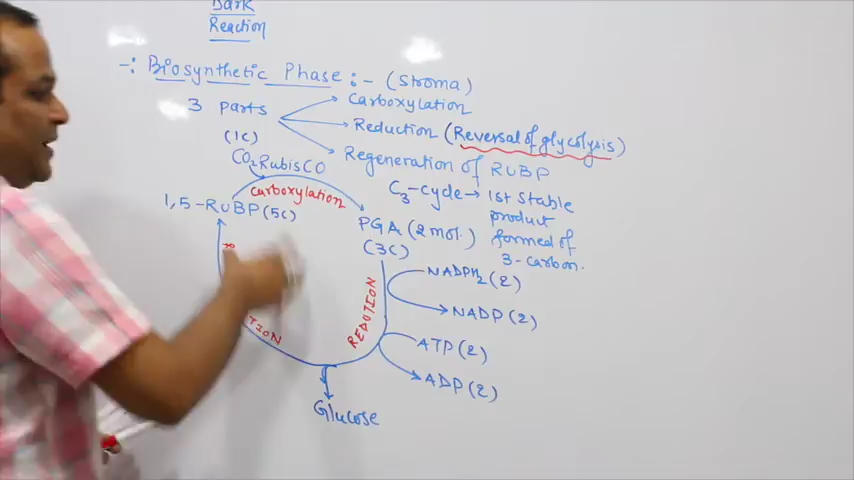 Dark
Reaction
-: Biosynthetic Phase :- (Stroma)
3 parts
Carboxylation
Reduction (Reversal of glycolysis)
Regeneration of RUBP
(1C)
CO2 RubisCO
carboxylation
1,5-RUBP (5C)
PGA (2 mol.)
(3C)
C3-cycle → 1st stable
product
formed of
3-carbon.
REDUTION
NADPH2 (2)
NADP (2)
ATP (2)
ADP (2)
Glucose